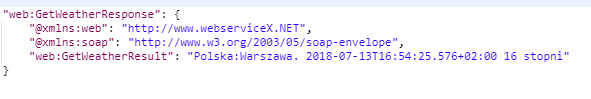 "web:GetWeatherResponse": {
"@xmlns:web": "http://www.webserviceX.NET",
"@xmlns:soap": "http://www.w3.org/2003/05/soap-envelope",
"web:GetWeatherResult": "Polska:Warszawa. 2018-07-13T16:54:25.576+02:00 16 stopni"
}